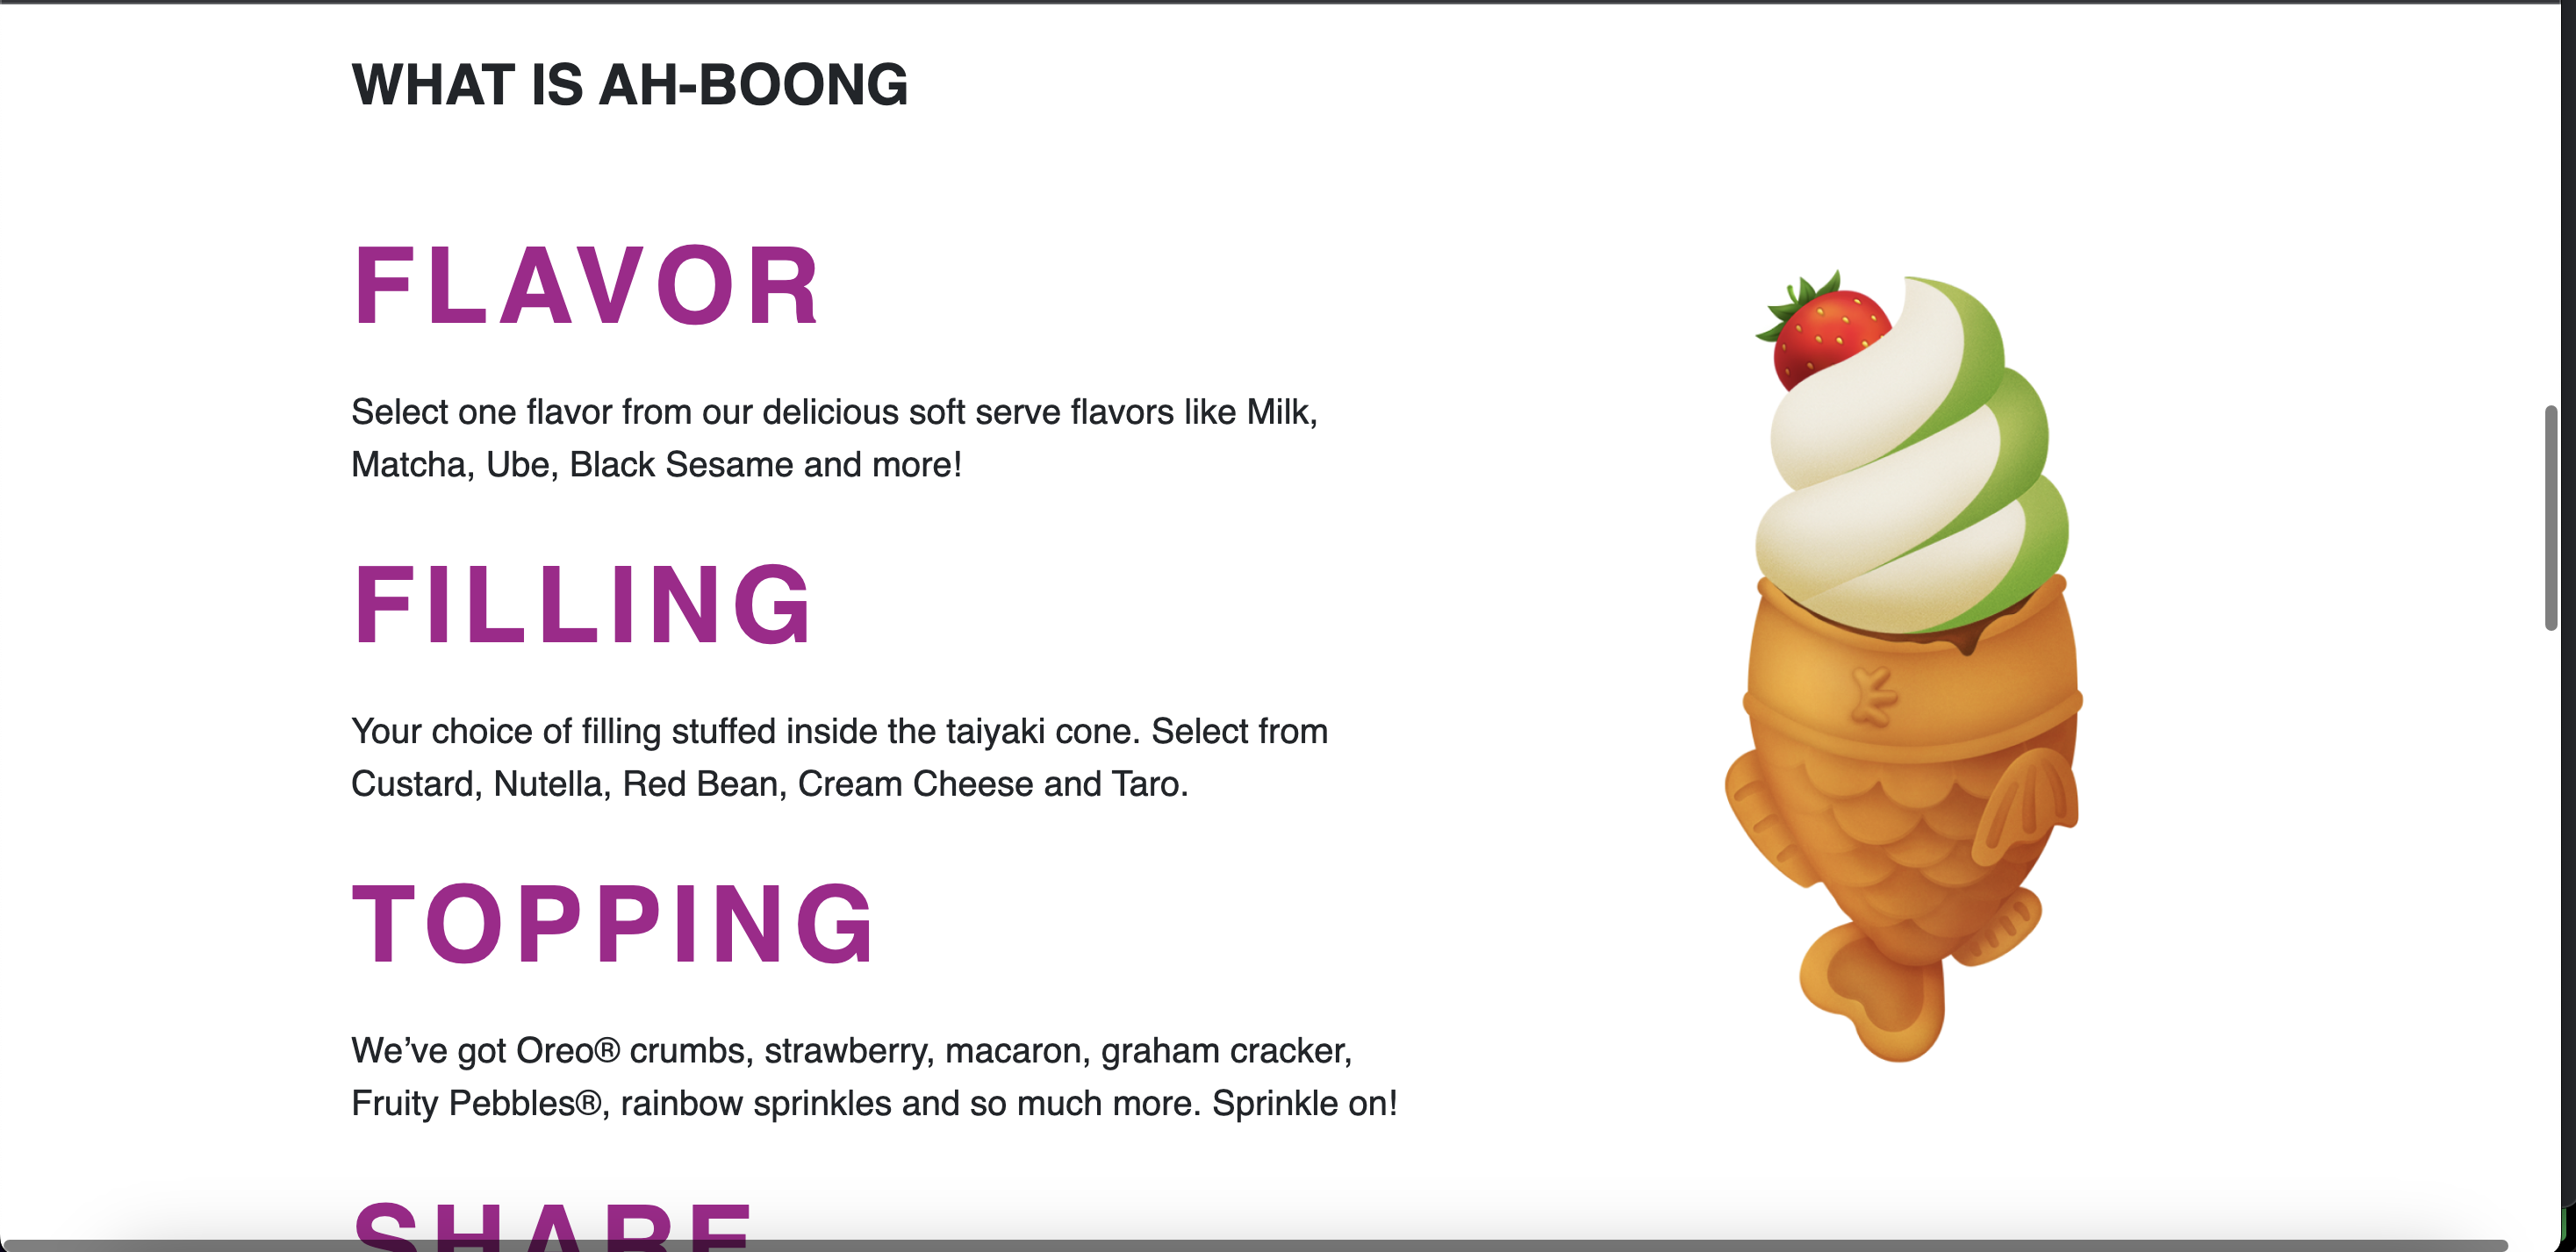 WHAT IS AH-BOONG
FLAVOR
Select one flavor from our delicious soft serve flavors like Milk,
Matcha, Ube, Black Sesame and more!
FILLING
Your choice of filling stuffed inside the taiyaki cone. Select from
Custard, Nutella, Red Bean, Cream Cheese and Taro.
TOPPING
We’ve got Oreo® crumbs, strawberry, macaron, graham cracker,
Fruity Pebbles®, rainbow sprinkles and so much more. Sprinkle on!
SHARE